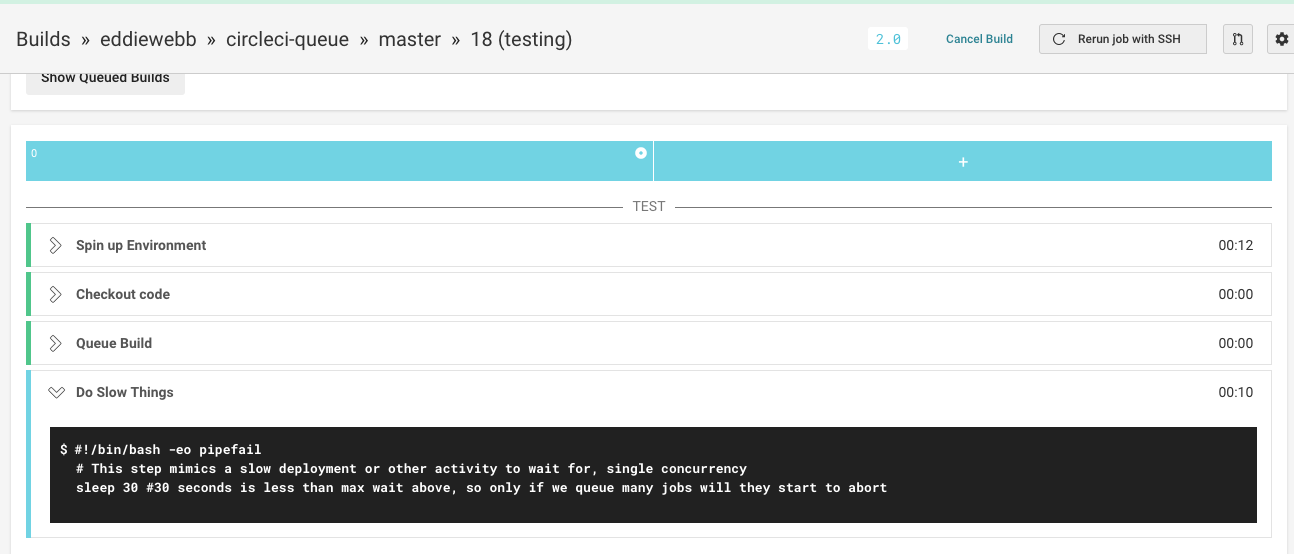 Builds » eddiewebb » circleci-queue » master » 18 (testing)
2.0
Cancel Build
Rerun job with SSH
Show Queued Builds
0
+
TEST
Spin up Environment 00:12
Checkout code 00:00
Queue Build 00:00
Do Slow Things 00:10
$ #!/bin/bash -eo pipefail
# This step mimics a slow deployment or other activity to wait for, single concurrency
sleep 30 #30 seconds is less than max wait above, so only if we queue many jobs will they start to abort